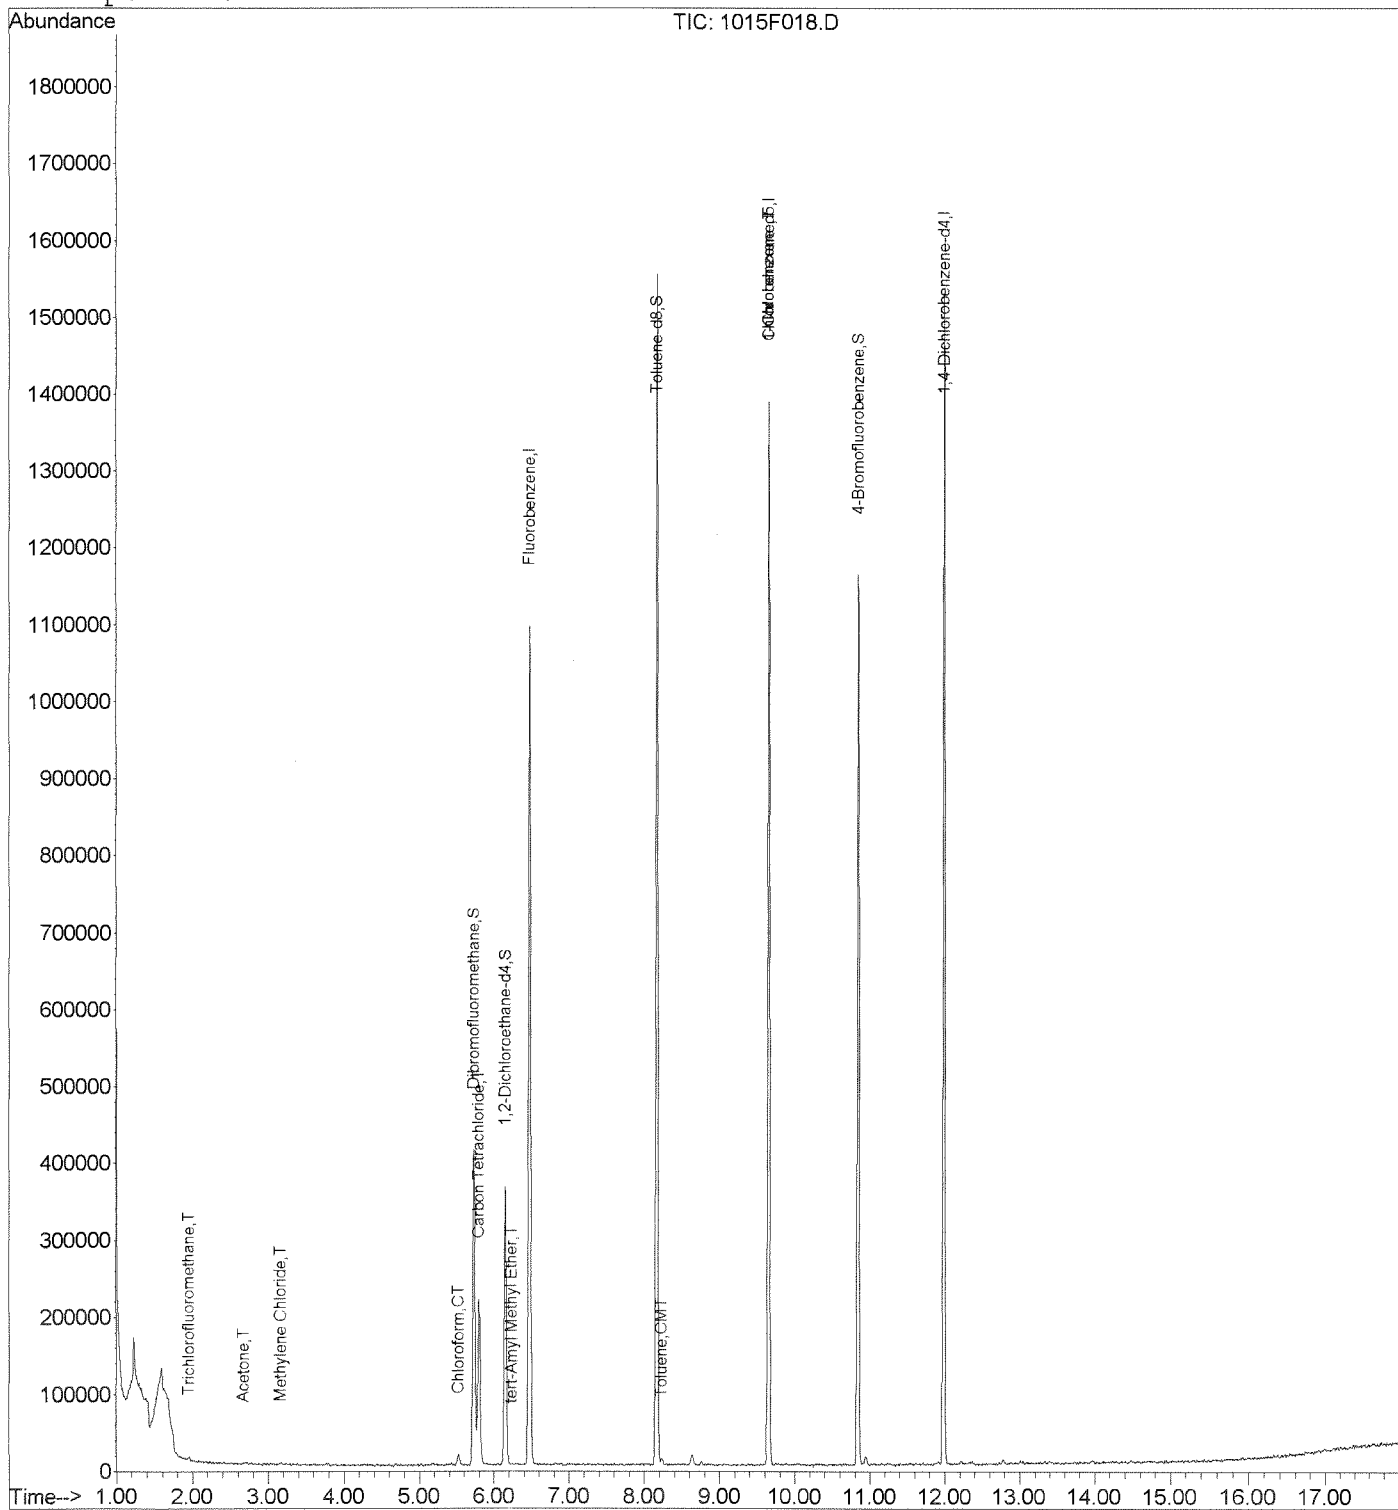 Abundance
TIC: 1015F018.D
1800000
1700000
1600000
1500000
1400000
1300000
1200000
1100000
1000000
900000
800000
700000
600000
500000
400000
300000
200000
100000
0
Trichlorofluoromethane,T
Acetone,T
Methylene Chloride,T
Chloroform,CT
Dibromofluoromethane,S
Carbon Tetrachloride,T
1,2-Dichloroethane-d4,S
tert-Amyl Methyl Ether,T
Fluorobenzene,I
Toluene-d8,S
Toluene,CMT
4-Bromofluorobenzene,S
1,4-Dichlorobenzene-d4,I
Time--> 1.00 2.00 3.00 4.00 5.00 6.00 7.00 8.00 9.00 10.00 11.00 12.00 13.00 14.00 15.00 16.00 17.00